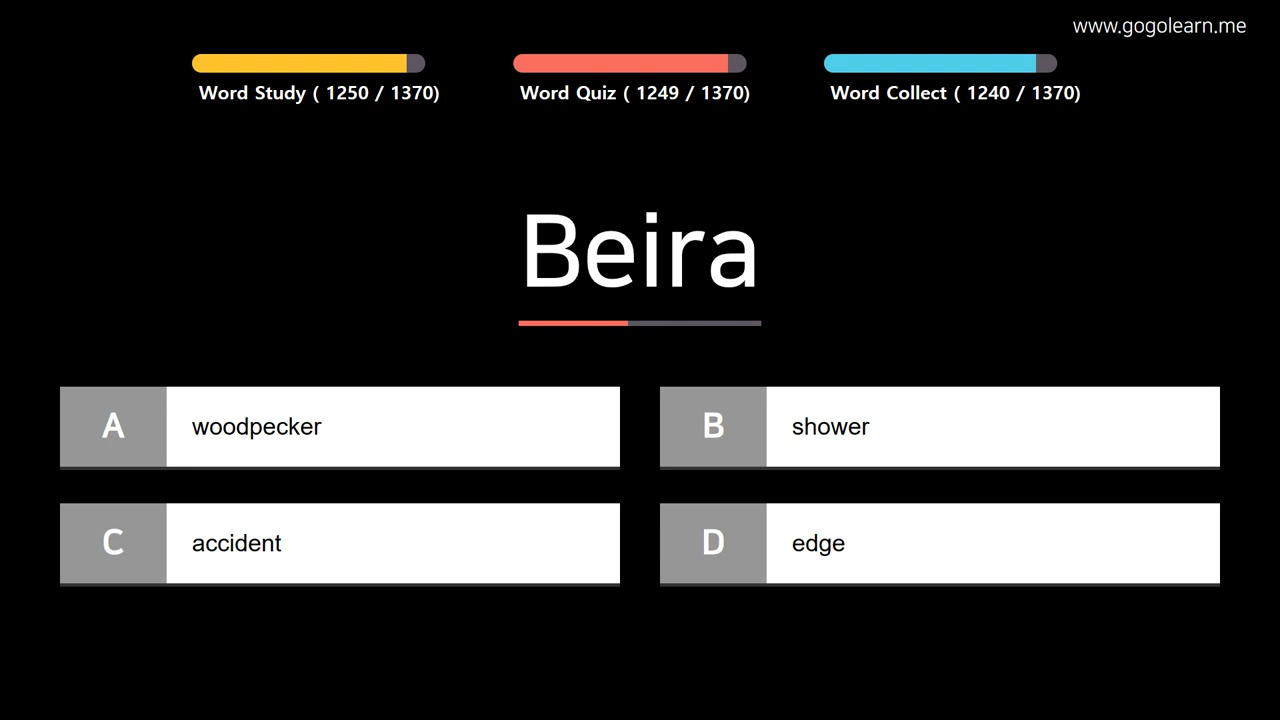 www.gogolearn.me
Word Study ( 1250 / 1370)
Word Quiz ( 1249 / 1370)
Word Collect ( 1240 / 1370)
Beira
A woodpecker
B shower
C accident
D edge